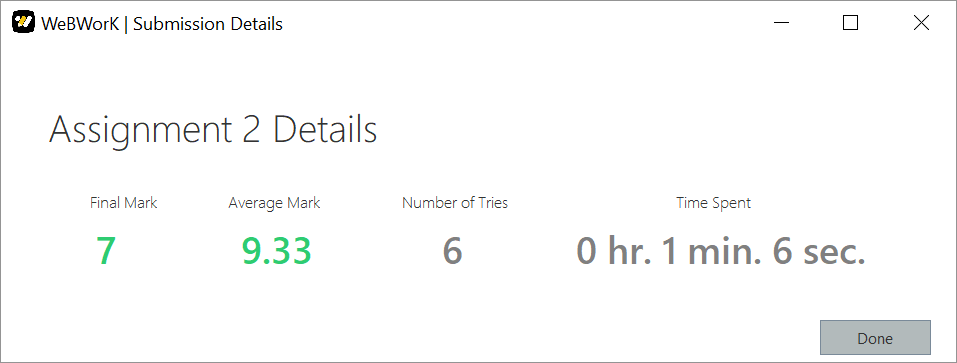 WeBWorK | Submission Details
Assignment 2 Details
Final Mark Average Mark Number of Tries Time Spent
7 9.33 6 0 hr. 1 min. 6 sec.
Done